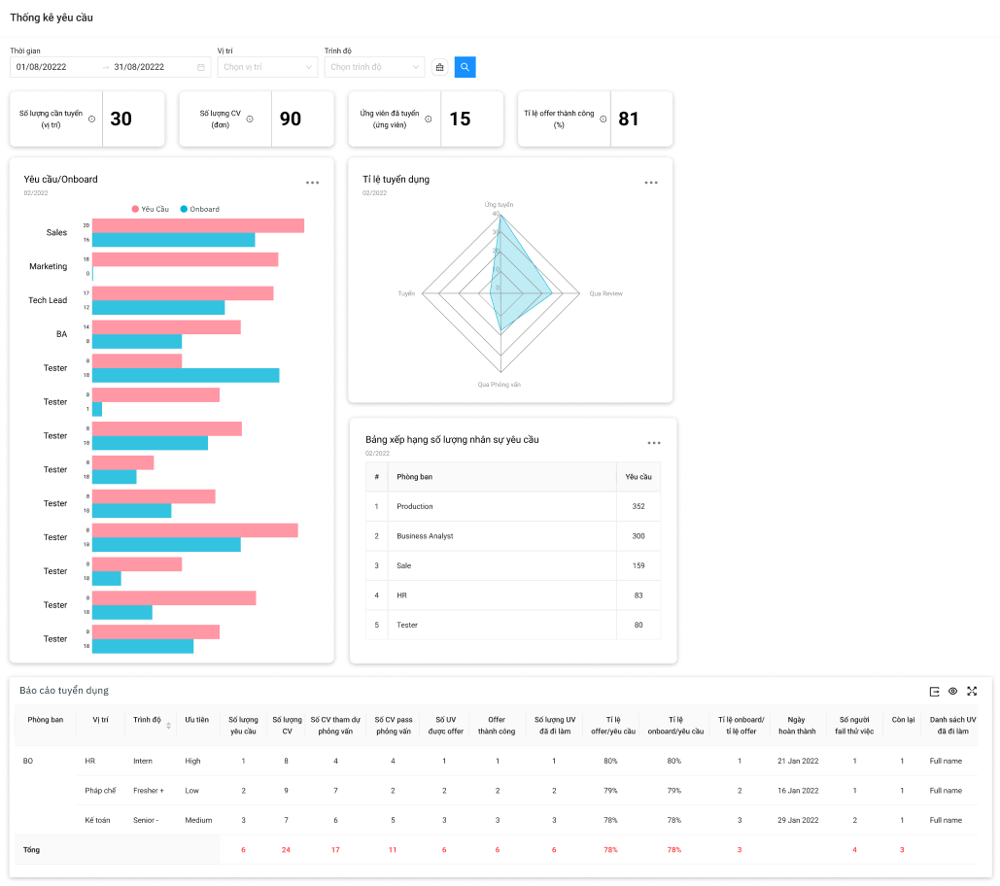 Thống kê yêu cầu
Thời gian
Vị trí
Trình độ
01/08/20222 → 31/08/20222
Chọn vị trí
Chọn trình độ
Số lượng cần tuyển
(vị trí)
30
Số lượng CV
(đơn)
90
Ứng viên đã tuyển
(ứng viên)
15
Tỉ lệ offer thành công
(%)
81
Yêu cầu/Onboard
02/2022
Yêu Cầu
Onboard
Sales
20
16
Marketing
18
0
Tech Lead
17
12
BA
14
8
Tester
8
18
Tester
8
1
Tester
8
18
Tester
8
18
Tester
8
18
Tester
8
18
Tester
8
18
Tester
8
18
Tester
8
18
Tỉ lệ tuyển dụng
02/2022
Ứng tuyển
40
30
20
10
0
Tuyển
Qua Review
Qua Phỏng vấn
Bảng xếp hạng số lượng nhân sự yêu cầu
02/2022
# Phòng ban Yêu cầu
1 Production 352
2 Business Analyst 300
3 Sale 159
4 HR 83
5 Tester 80
Báo cáo tuyển dụng
Phòng ban Vị trí Trình độ Ưu tiên Số lượng Số lượng Số CV tham dự Số CV pass Số UV Offer Số lượng UV Tỉ lệ Tỉ lệ Tỉ lệ onboard/ Ngày Số người Còn lại Danh sách UV
yêu cầu CV phỏng vấn phỏng vấn được offer thành công đã đi làm offer/yêu cầu onboard/yêu cầu tỉ lệ offer hoàn thành fail thử việc đã đi làm
BO HR Intern High 1 8 4 4 1 1 1 80% 80% 1 21 Jan 2022 1 1 Full name
Pháp chế Fresher + Low 2 9 7 2 2 2 2 79% 79% 2 16 Jan 2022 1 1 Full name
Kế toán Senior - Medium 3 7 6 5 3 3 3 78% 78% 3 29 Jan 2022 2 1 Full name
Tổng 6 24 17 11 6 6 6 78% 78% 3 4 3